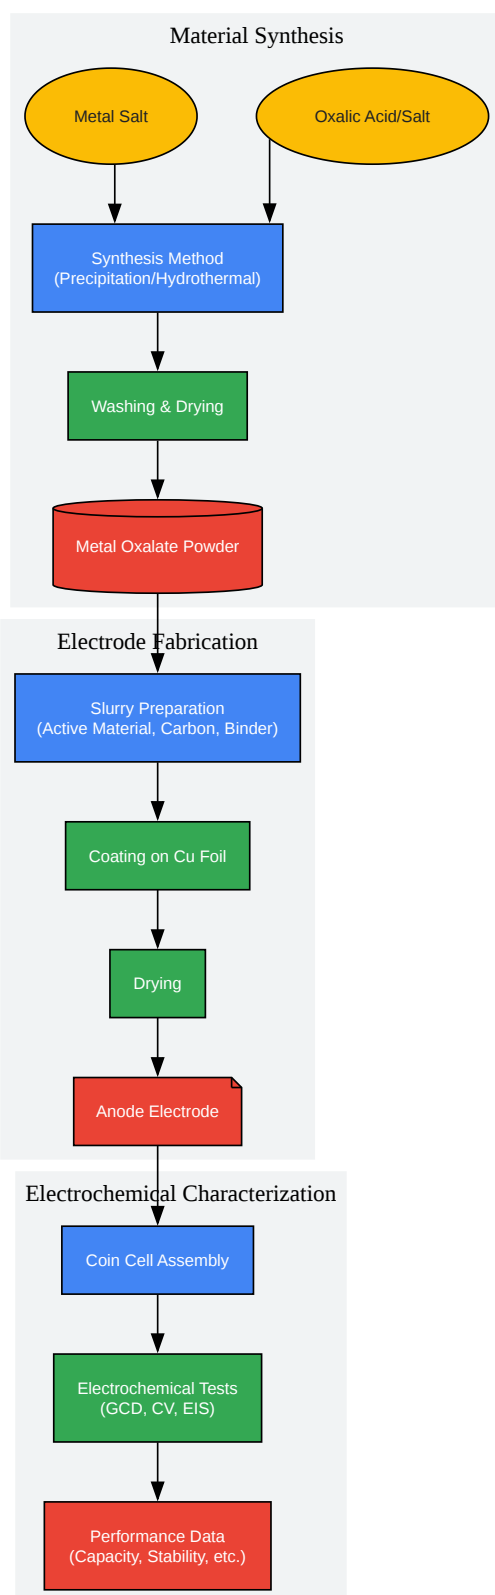 Material Synthesis
Metal Salt
Oxalic Acid/Salt
Synthesis Method
(Precipitation/Hydrothermal)
Washing & Drying
Metal Oxalate Powder
Electrode Fabrication
Slurry Preparation
(Active Material, Carbon, Binder)
Coating on Cu Foil
Drying
Anode Electrode
Electrochemical Characterization
Coin Cell Assembly
Electrochemical Tests
(GCD, CV, EIS)
Performance Data
(Capacity, Stability, etc.)